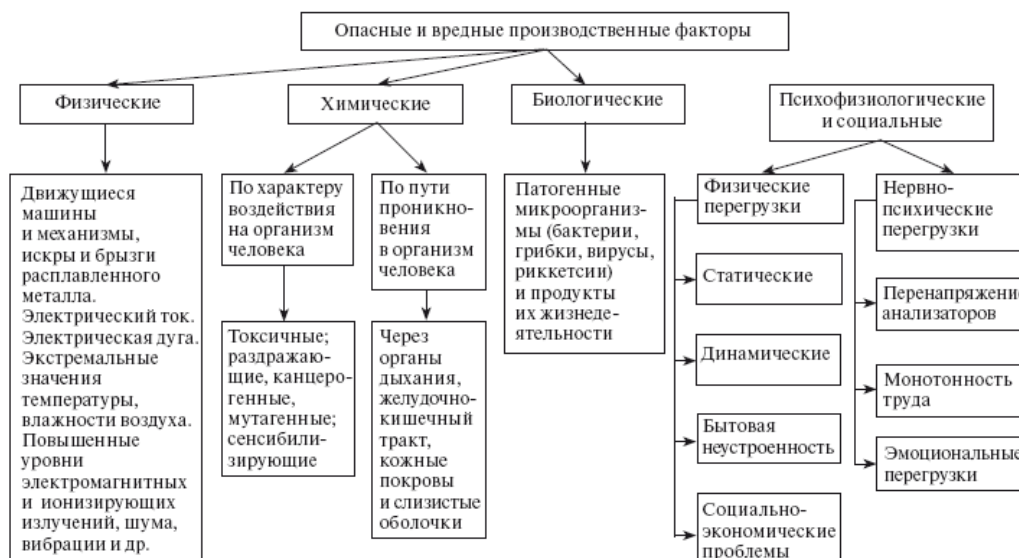 Опасные и вредные производственные факторы
Физические
Химические
Биологические
Психофизиологические
и социальные
Движущиеся
машины
и механизмы,
искры и брызги
расплавленного
металла.
Электрический ток.
Электрическая дуга.
Экстремальные
значения
температуры,
влажности воздуха.
Повышенные
уровни
электромагнитных
и ионизирующих
излучений, шума,
вибрации и др.
По характеру
воздействия
на организм
человека
По пути
проникно-
вения
в организм
человека
Токсичные;
раздражаю-
щие, канцеро-
генные,
мутагенные;
сенсибили-
зирующие
Через
органы
дыхания,
желудочно-
кишечный
тракт,
кожные
покровы
и слизистые
оболочки
Патогенные
микроорганиз-
мы (бактерии,
грибки, вирусы,
риккетсии)
и продукты
их жизнедея-
тельности
Физические
перегрузки
Статические
Динамические
Бытовая
неустроенность
Социально-
экономические
проблемы
Нервно-
психические
перегрузки
Перенапряжение
анализаторов
Монотонность
труда
Эмоциональные
перегрузки